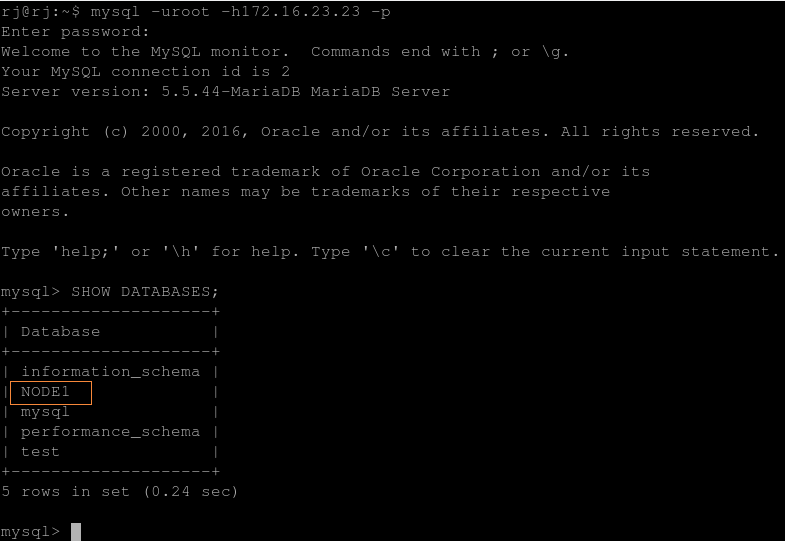 rj@rj:~$ mysql -uroot -h172.16.23.23 -p
Enter password:
Welcome to the MySQL monitor.  Commands end with ; or \g.
Your MySQL connection id is 2
Server version: 5.5.44-MariaDB MariaDB Server

Copyright (c) 2000, 2016, Oracle and/or its affiliates. All rights reserved.

Oracle is a registered trademark of Oracle Corporation and/or its
affiliates. Other names may be trademarks of their respective
owners.

Type 'help;' or '\h' for help. Type '\c' to clear the current input statement.

mysql> SHOW DATABASES;
+--------------------+
| Database           |
+--------------------+
| information_schema |
| NODE1              |
| mysql              |
| performance_schema |
| test               |
+--------------------+
5 rows in set (0.24 sec)

mysql>